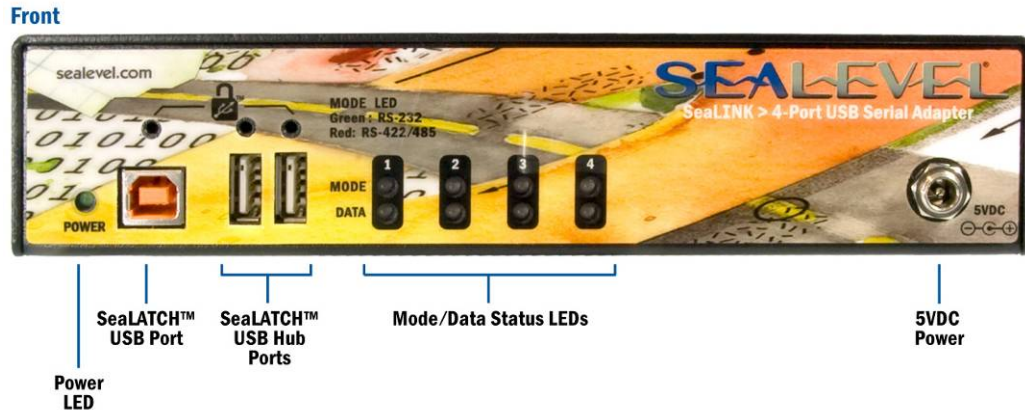 Front
sealevel.com
MODE LED
Green: RS-232
Red: RS-422/485
SEALEVEL®
SeaLINK > 4-Port USB Serial Adapter
1 2 3 4
MODE
DATA
POWER
5VDC
SeaLATCH™
USB Port
SeaLATCH™
USB Hub
Ports
Mode/Data Status LEDs
5VDC
Power
Power
LED